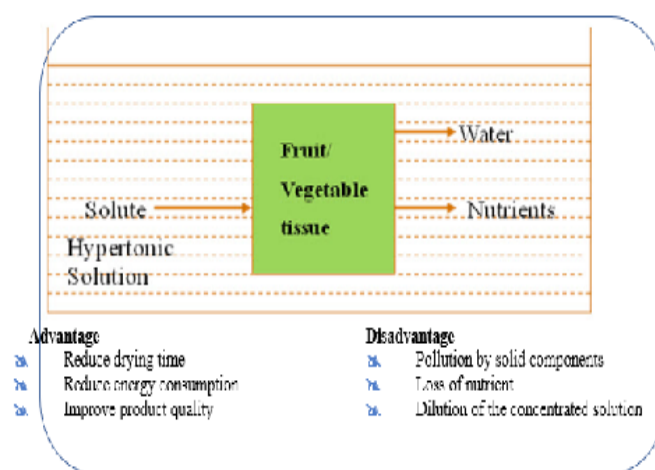 Fruit/
Vegetable
tissue
Water
Solute
Nutrients
Hypertonic
Solution
Advantage
Reduce drying time
Reduce energy consumption
Improve product quality
Disadvantage
Pollution by solid components
Loss of nutrient
Dilution of the concentrated solution